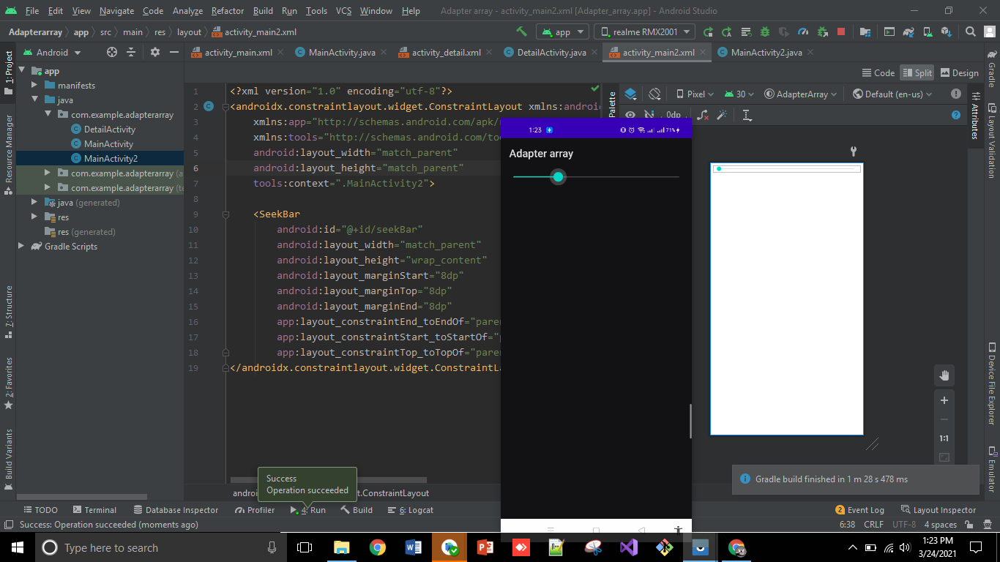 File Edit View Navigate Code Analyze Refactor Build Run Tools VCS Window Help Adapter array - activity_main2.xml [Adapter_array.app] - Android Studio
Adapterarray app src main res layout activity_main2.xml app realme RMX2001
Android activity_main.xml MainActivity.java activity_detail.xml DetailActivity.java activity_main2.xml MainActivity2.java
Code Split Design
1: Project
Resource Manager
7: Structure
2: Favorites
Build Variants
app
manifests
java
com.example.adapterarray
DetailActivity
MainActivity
MainActivity2
com.example.adapterarray (a
com.example.adapterarray (te
java (generated)
res
res (generated)
Gradle Scripts
1 <?xml version="1.0" encoding="utf-8"?>
2 <androidx.constraintlayout.widget.ConstraintLayout xmlns:android
3 xmlns:app="http://schemas.android.com/apk/
4 xmlns:tools="http://schemas.android.com/too
5 android:layout_width="match_parent"
6 android:layout_height="match_parent"
7 tools:context=".MainActivity2">
8
9 <SeekBar
10 android:id="@+id/seekBar"
11 android:layout_width="match_parent"
12 android:layout_height="wrap_content"
13 android:layout_marginStart="8dp"
14 android:layout_marginTop="8dp"
15 android:layout_marginEnd="8dp"
16 app:layout_constraintEnd_toEndOf="paren
17 app:layout_constraintStart_toStartOf="p
18 app:layout_constraintTop_toTopOf="paren
19 </androidx.constraintlayout.widget.ConstraintLa
Palette
Pixel 30 AdapterArray Default (en-us)
0dp
1:23 71%
Adapter array
Attributes
1:1
Gradle
Layout Validation
Device File Explorer
Emulator
Success
Operation succeeded
Gradle build finished in 1 m 28 s 478 ms
androi .ConstraintLayout
TODO Terminal Database Inspector Profiler 4: Run Build 6: Logcat 2 Event Log Layout Inspector
Success: Operation succeeded (moments ago) 6:38 CRLF UTF-8 4 spaces
Type here to search
1:23 PM
3/24/2021